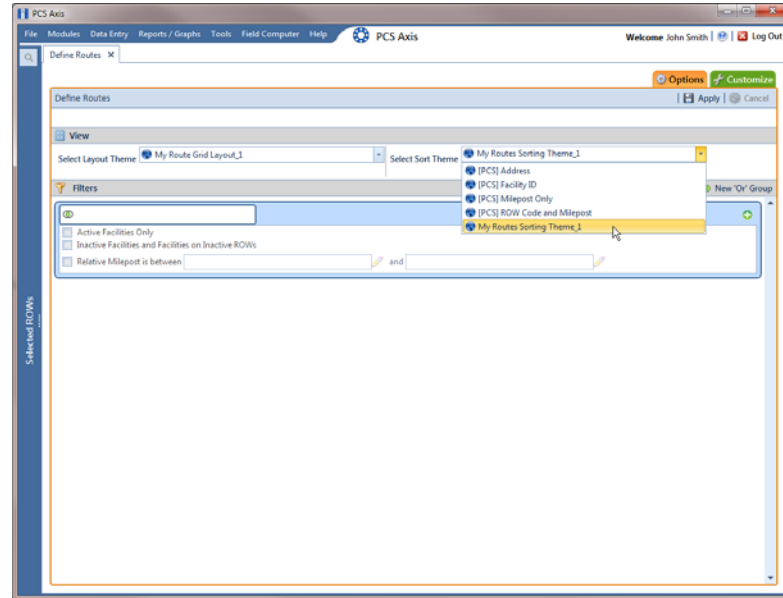 PCS Axis
File Modules Data Entry Reports / Graphs Tools Field Computer Help PCS Axis Welcome John Smith | Log Out
Define Routes
Options Customize
Define Routes | Apply | Cancel
View
Select Layout Theme My Route Grid Layout_1 Select Sort Theme My Routes Sorting Theme_1
[PCS] Address
[PCS] Facility ID
[PCS] Milepost Only
[PCS] ROW Code and Milepost
My Routes Sorting Theme_1
Filters New 'Or' Group
Active Facilities Only
Inactive Facilities and Facilities on Inactive ROWs
Relative Milepost is between and
Selected ROWs